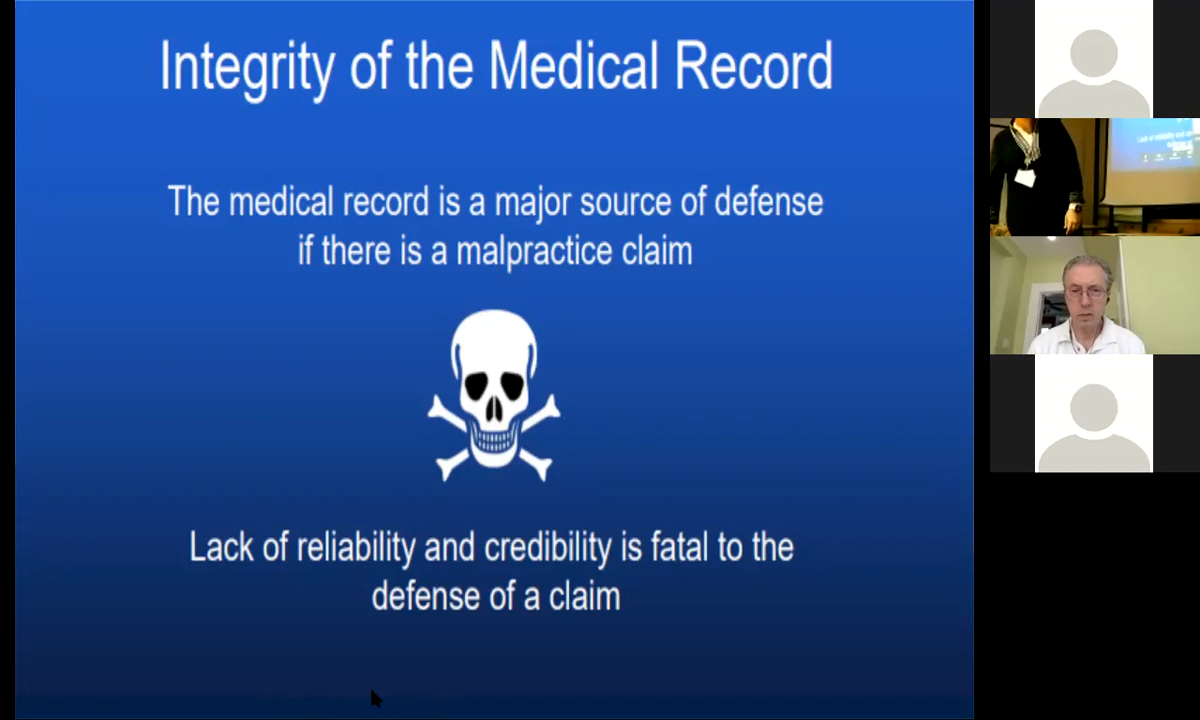 Integrity of the Medical Record
The medical record is a major source of defense
if there is a malpractice claim
Lack of reliability and credibility is fatal to the
defense of a claim